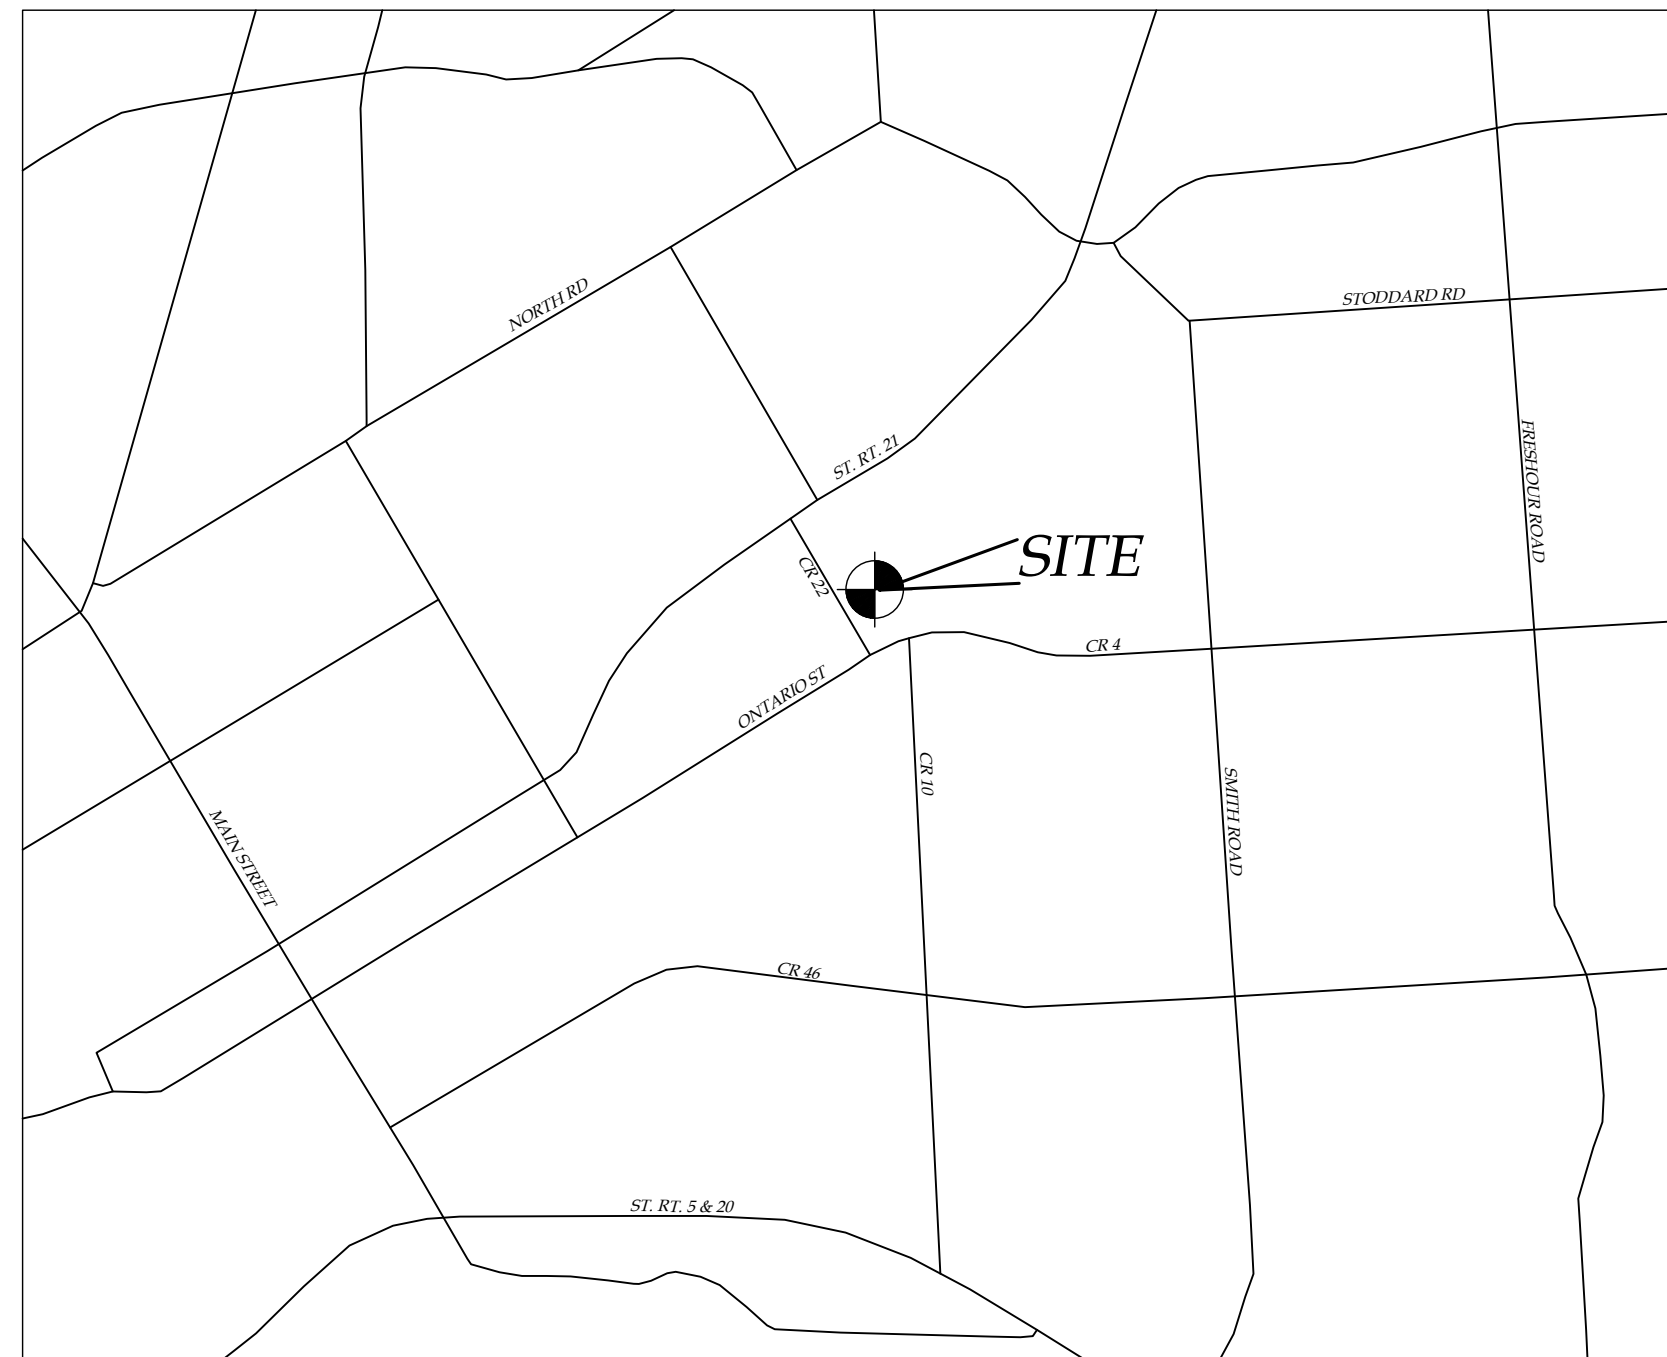 NORTH RD
STODDARD RD
ST. RT. 21
FRESHOUR ROAD
SITE
CR 22
CR 4
ONTARIO ST
CR 10
SMITH ROAD
MAIN STREET
CR 46
ST. RT. 5 & 20